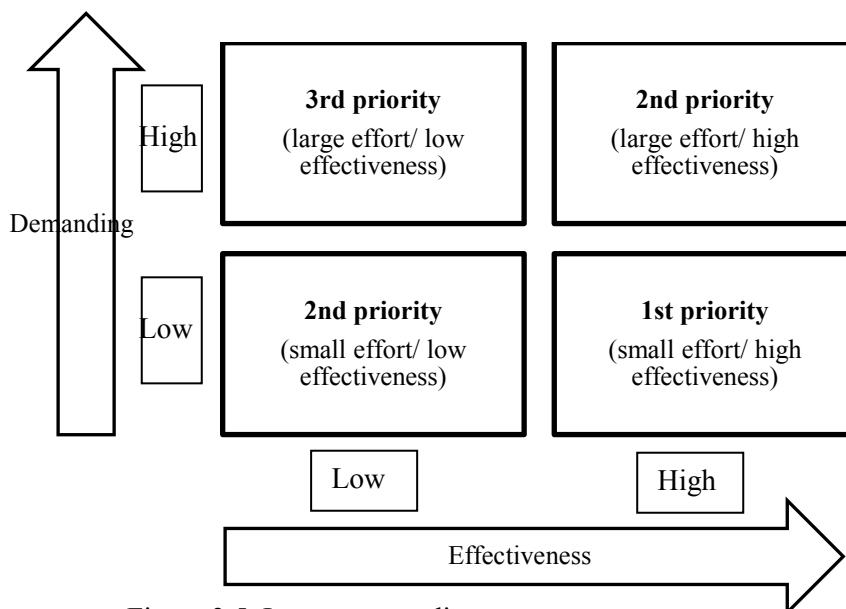 3rd priority
(large effort/ low
effectiveness)
2nd priority
(large effort/ high
effectiveness)
High
Demanding
2nd priority
(small effort/ low
effectiveness)
1st priority
(small effort/ high
effectiveness)
Low
Low
High
Effectiveness